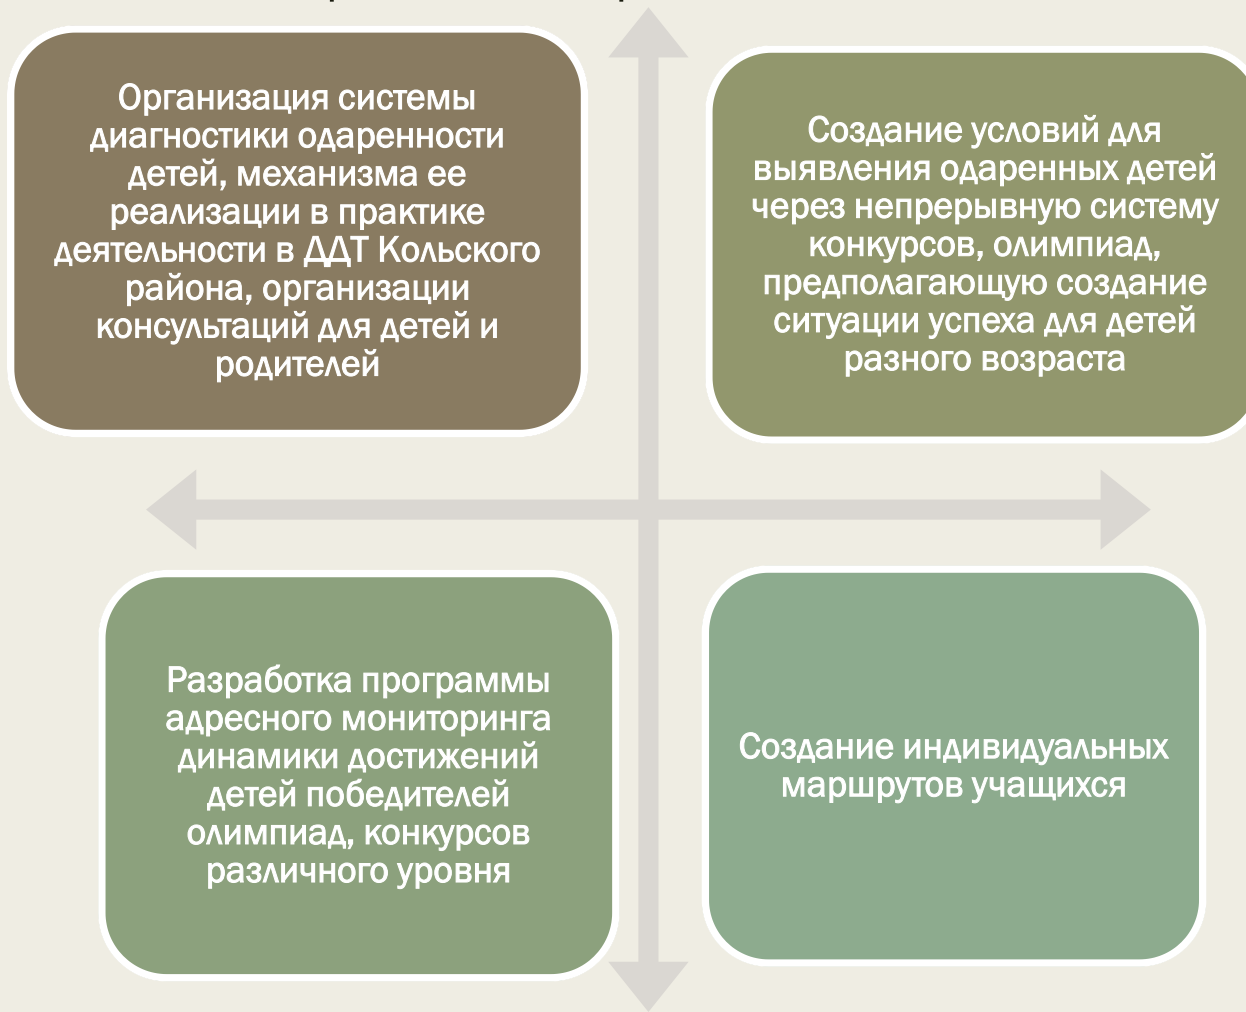 Организация системы
диагностики одаренности
детей, механизма ее
реализации в практике
деятельности в ДДТ Кольского
района, организации
консультаций для детей и
родителей
Создание условий для
выявления одаренных детей
через непрерывную систему
конкурсов, олимпиад,
предполагающую создание
ситуации успеха для детей
разного возраста
Разработка программы
адресного мониторинга
динамики достижений
детей победителей
олимпиад, конкурсов
различного уровня
Создание индивидуальных
маршрутов учащихся